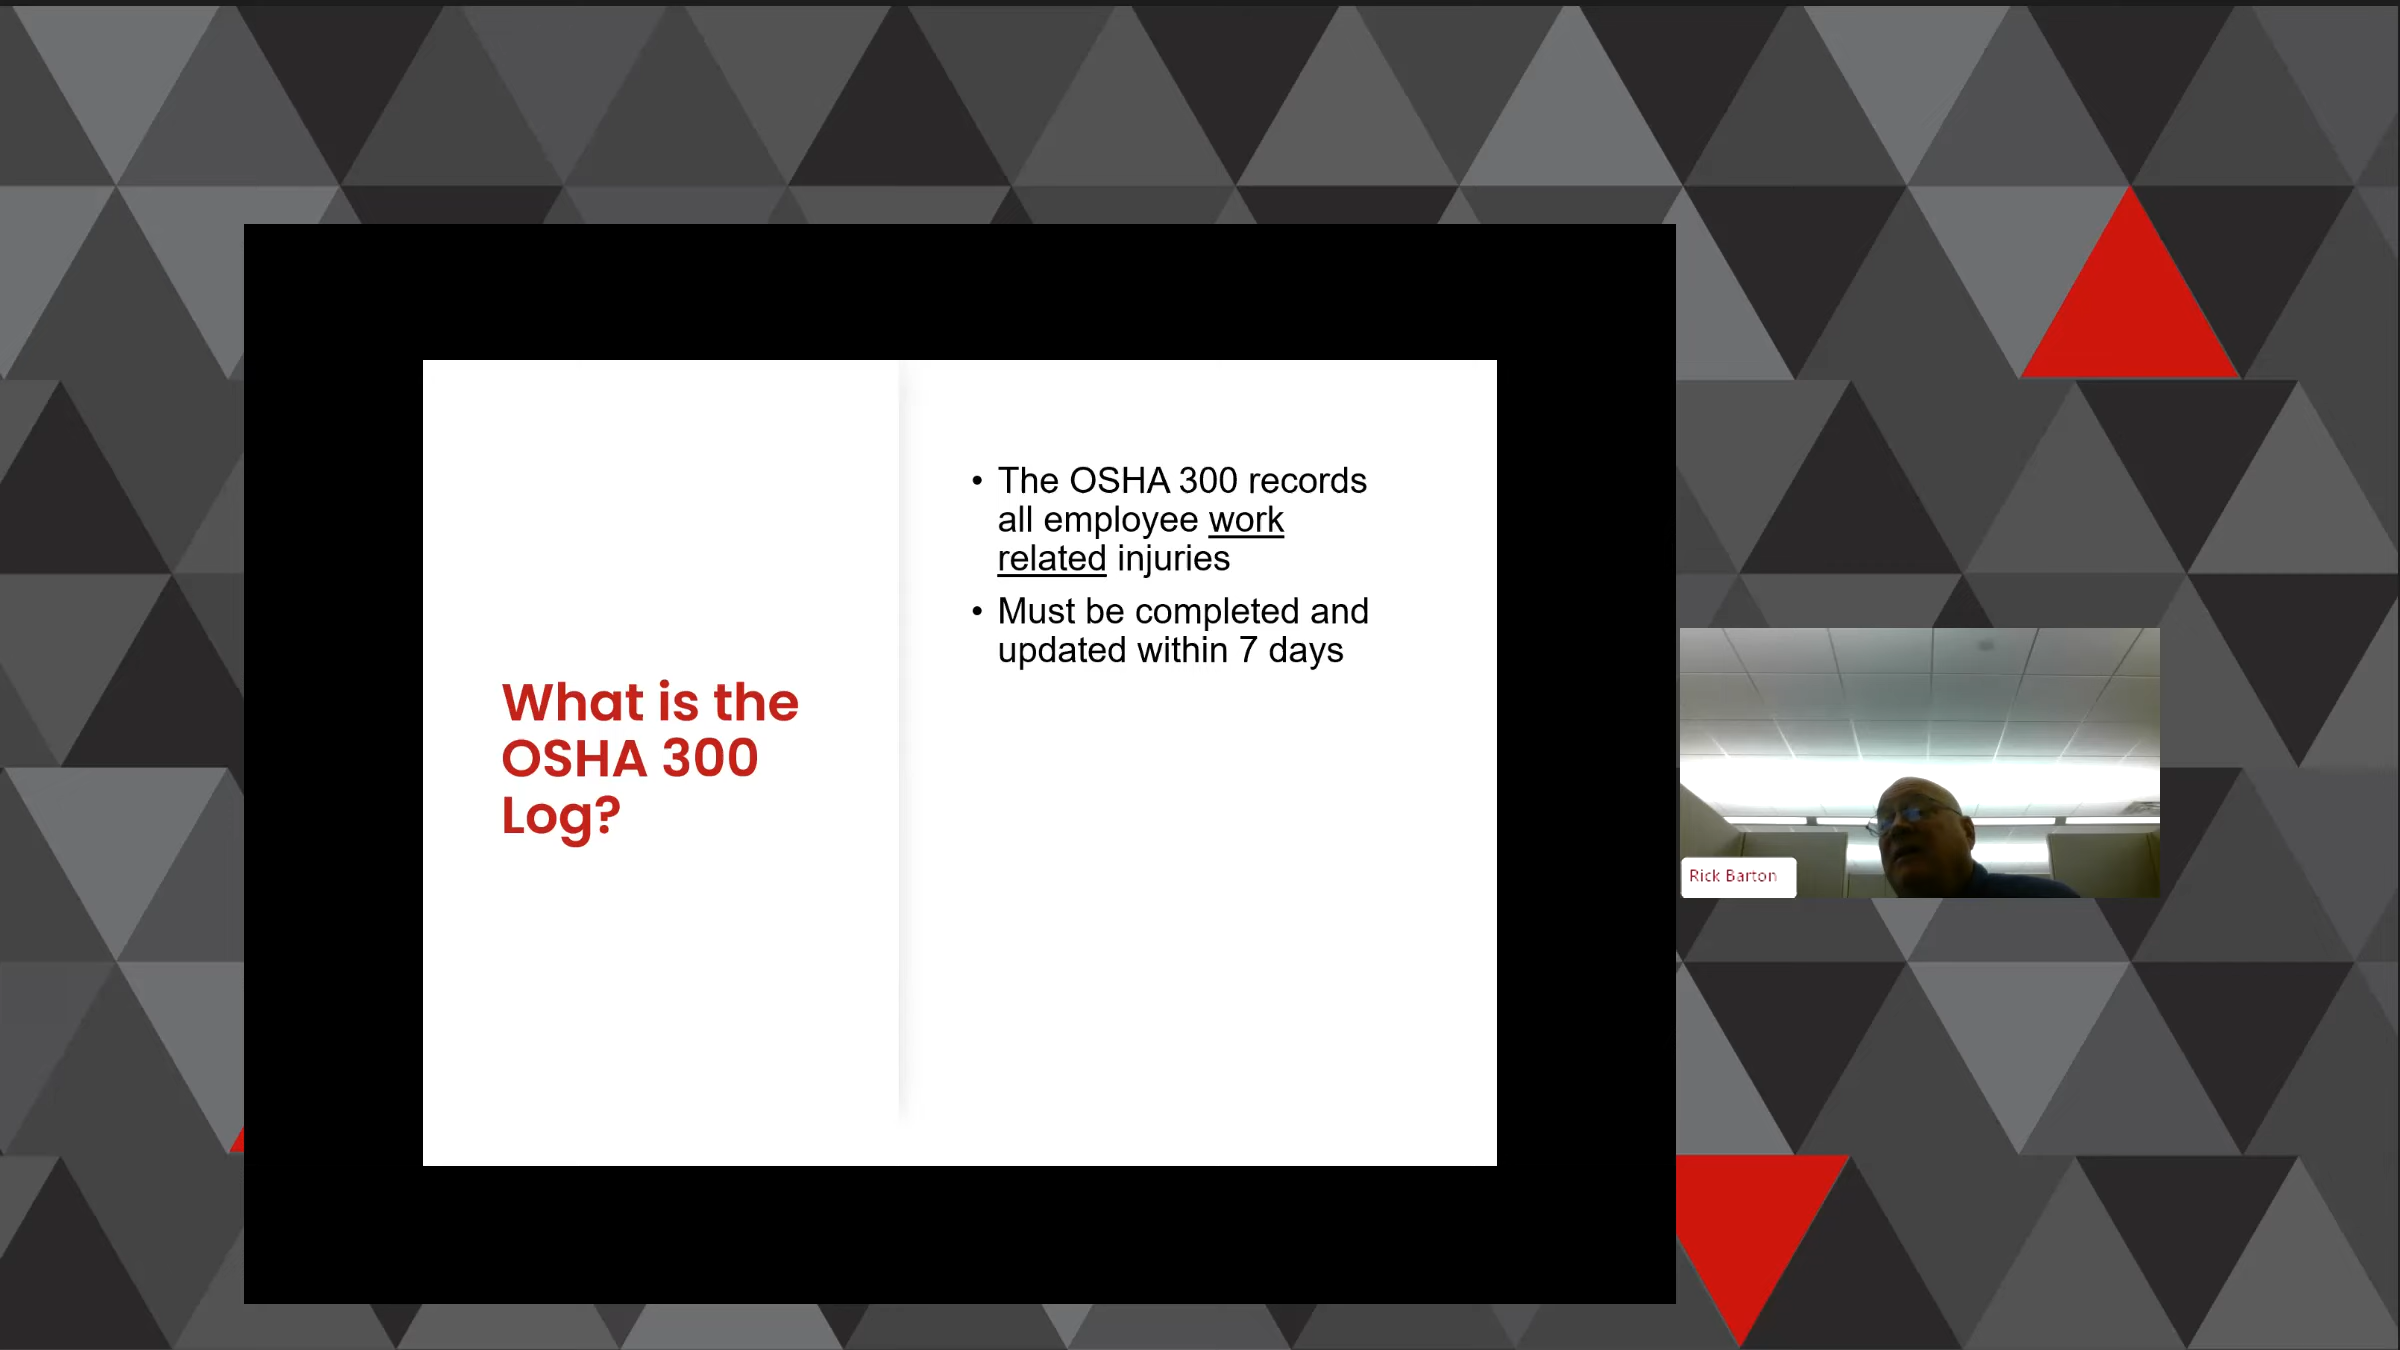 What is the
OSHA 300
Log?
• The OSHA 300 records
all employee work
related injuries
• Must be completed and
updated within 7 days
Rick Barton